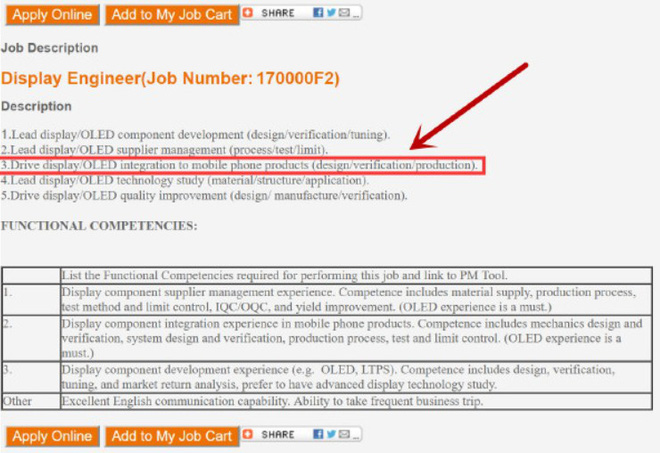 Apply Online Add to My Job Cart SHARE
Job Description
Display Engineer(Job Number: 170000F2)
Description
1.Lead display/OLED component development (design/verification/tuning).
2.Lead display/OLED supplier management (process/test/limit).
3.Drive display/OLED integration to mobile phone products (design/verification/production).
4.Lead display/OLED technology study (material/structure/application).
5.Drive display/OLED quality improvement (design/ manufacture/verification).
FUNCTIONAL COMPETENCIES:
List the Functional Competencies required for performing this job and link to PM Tool.
1. Display component supplier management experience. Competence includes material supply, production process,
test method and limit control, IQC/OQC, and yield improvement. (OLED experience is a must.)
2. Display component integration experience in mobile phone products. Competence includes mechanics design and
verification, system design and verification, production process, test and limit control. (OLED experience is a
must.)
3. Display component development experience (e.g. OLED, LTPS). Competence includes design, verification,
tuning, and market return analysis, prefer to have advanced display technology study.
Other Excellent English communication capability. Ability to take frequent business trip.
Apply Online Add to My Job Cart SHARE